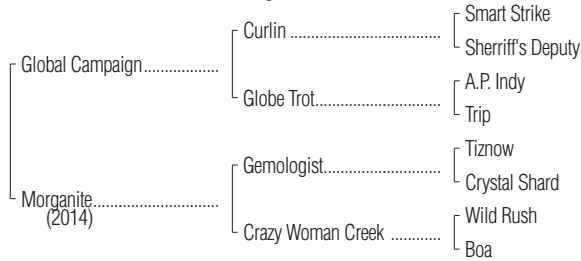 Smart Strike
Curlin ................................
Sherriff's Deputy
Global Campaign...................
A.P. Indy
Globe Trot................................
Trip
Tiznow
Gemologist..............................
Crystal Shard
Morganite................................
(2014)
Wild Rush
Crazy Woman Creek ............
Boa